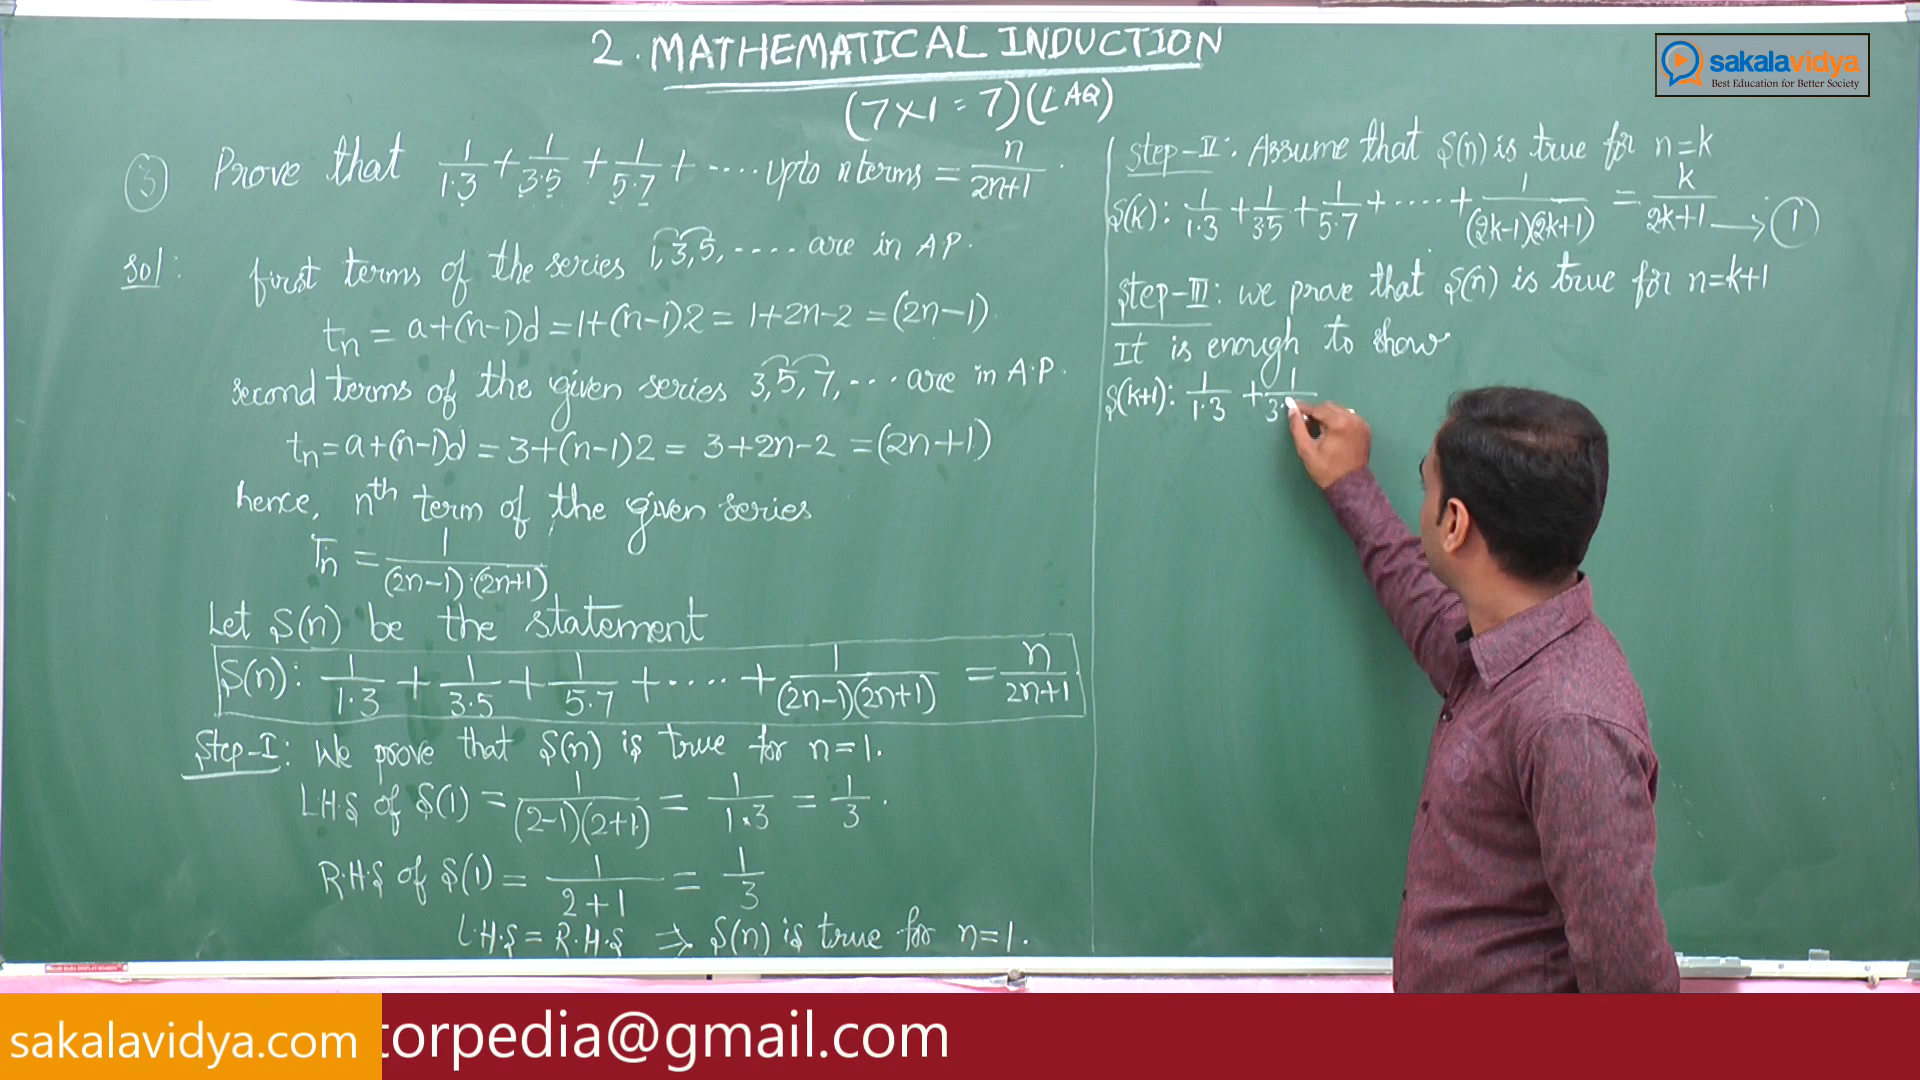 2. MATHEMATICAL INDUCTION
(7×1=7)(LAQ)
sakalavidya
Best Education for Better Society
3 Prove that 1/1·3 + 1/3·5 + 1/5·7 + ····upto n terms = n/2n+1.
Sol: first terms of the series 1,3,5,····are in A.P.
tn = a+(n-1)d = 1+(n-1)2 = 1+2n-2 = (2n-1).
second terms of the given series 3,5,7,···are in A.P.
tn = a+(n-1)d = 3+(n-1)2 = 3+2n-2 = (2n+1)
hence, nth term of the given series
Tn = 1/(2n-1)·(2n+1)
Let S(n) be the statement
S(n): 1/1·3 + 1/3·5 + 1/5·7 + ···· + 1/(2n-1)(2n+1) = n/2n+1.
Step-I: We prove that S(n) is true for n=1.
L.H.S of S(1) = 1/(2-1)(2+1) = 1/1·3 = 1/3.
R.H.S of S(1) = 1/2+1 = 1/3
L.H.S = R.H.S ⇒ S(n) is true for n=1.
Step-II: Assume that S(n) is true for n=k
S(k): 1/1·3 + 1/3·5 + 1/5·7 + ····· + 1/(2k-1)(2k+1) = k/2k+1 → 1
Step-III: we prove that S(n) is true for n=k+1
It is enough to show
S(k+1): 1/1·3 + 1/3·
sakalavidya.com
torpedia@gmail.com